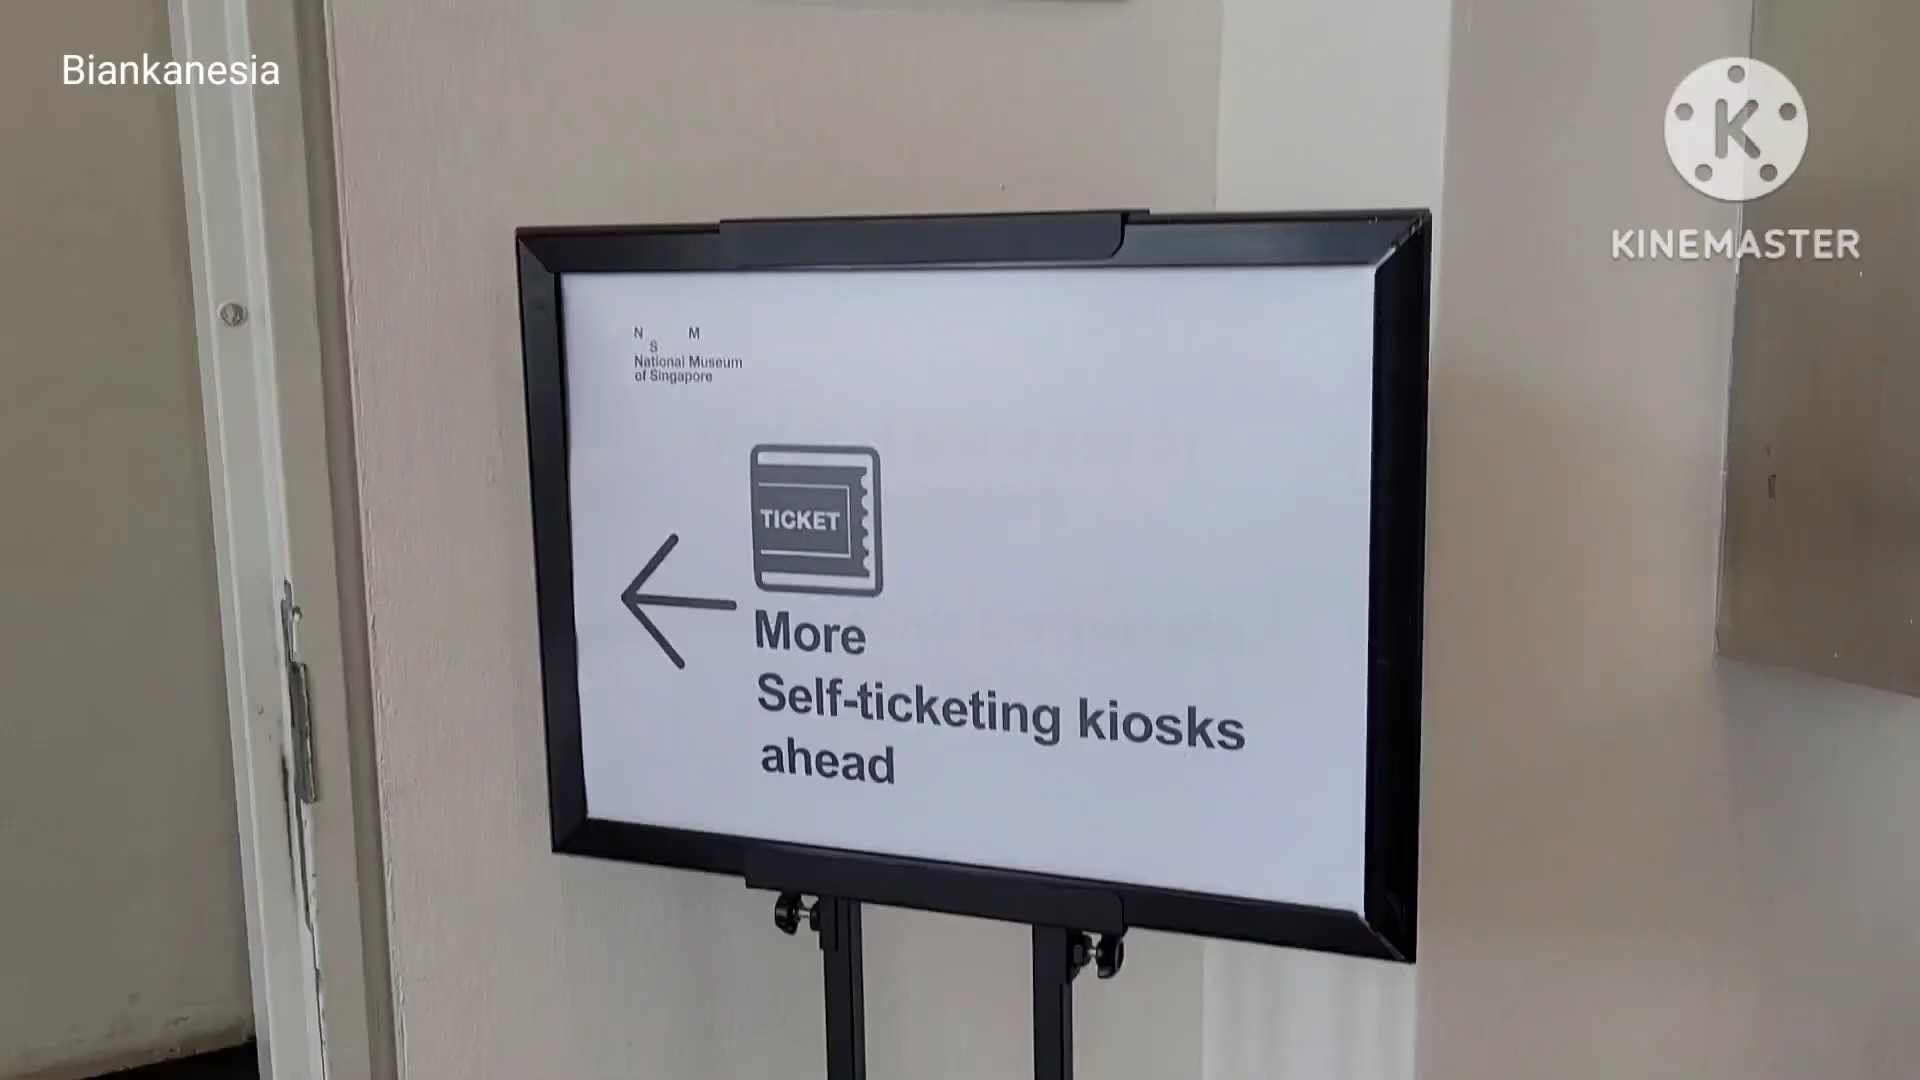 Biankanesia
K
KINEMASTER
N M
S
National Museum
of Singapore
TICKET
More
Self-ticketing kiosks
ahead